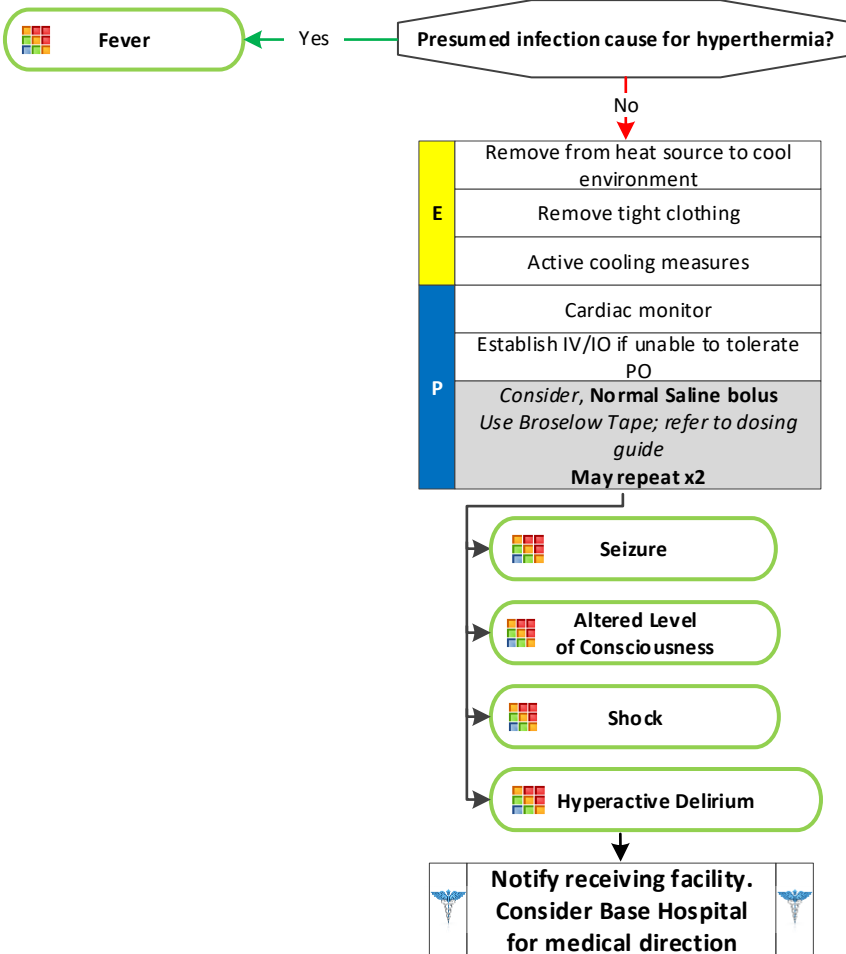 Fever
Yes
Presumed infection cause for hyperthermia?
No
E
Remove from heat source to cool
environment
Remove tight clothing
Active cooling measures
P
Cardiac monitor
Establish IV/IO if unable to tolerate
PO
Consider, Normal Saline bolus
Use Broselow Tape; refer to dosing
guide
May repeat x2
Seizure
Altered Level
of Consciousness
Shock
Hyperactive Delirium
Notify receiving facility.
Consider Base Hospital
for medical direction